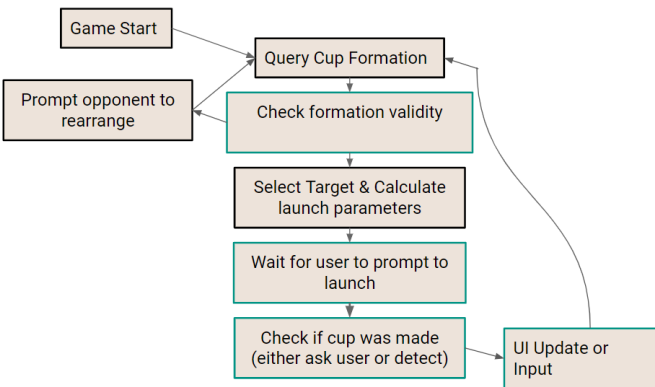 Game Start
Query Cup Formation
Prompt opponent to
rearrange
Check formation validity
Select Target & Calculate
launch parameters
Wait for user to prompt to
launch
Check if cup was made
(either ask user or detect)
UI Update or
Input